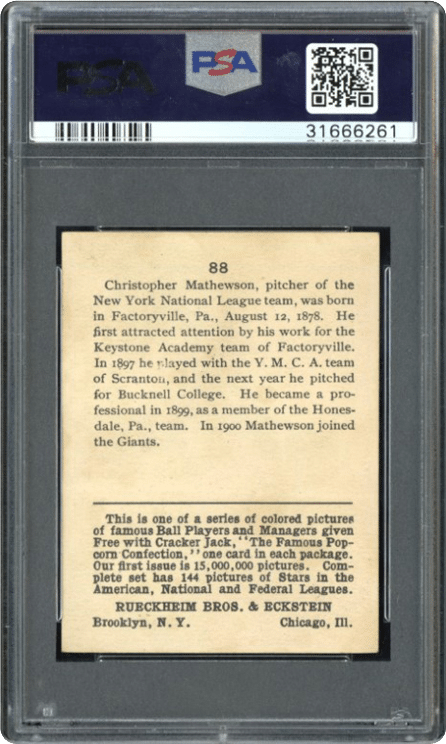 PSA
PSA
31666261
88
Christopher Mathewson, pitcher of the
New York National League team, was born
in Factoryville, Pa., August 12, 1878. He
first attracted attention by his work for the
Keystone Academy team of Factoryville.
In 1897 he played with the Y. M. C. A. team
of Scranton, and the next year he pitched
for Bucknell College. He became a pro-
fessional in 1899, as a member of the Hones-
dale, Pa., team. In 1900 Mathewson joined
the Giants.
This is one of a series of colored pictures
of famous Ball Players and Managers given
Free with Cracker Jack, "The Famous Pop-
corn Confection," one card in each package.
Our first issue is 15,000,000 pictures. Com-
plete set has 144 pictures of Stars in the
American, National and Federal Leagues.
RUECKHEIM BROS. & ECKSTEIN
Brooklyn, N. Y. Chicago, Ill.